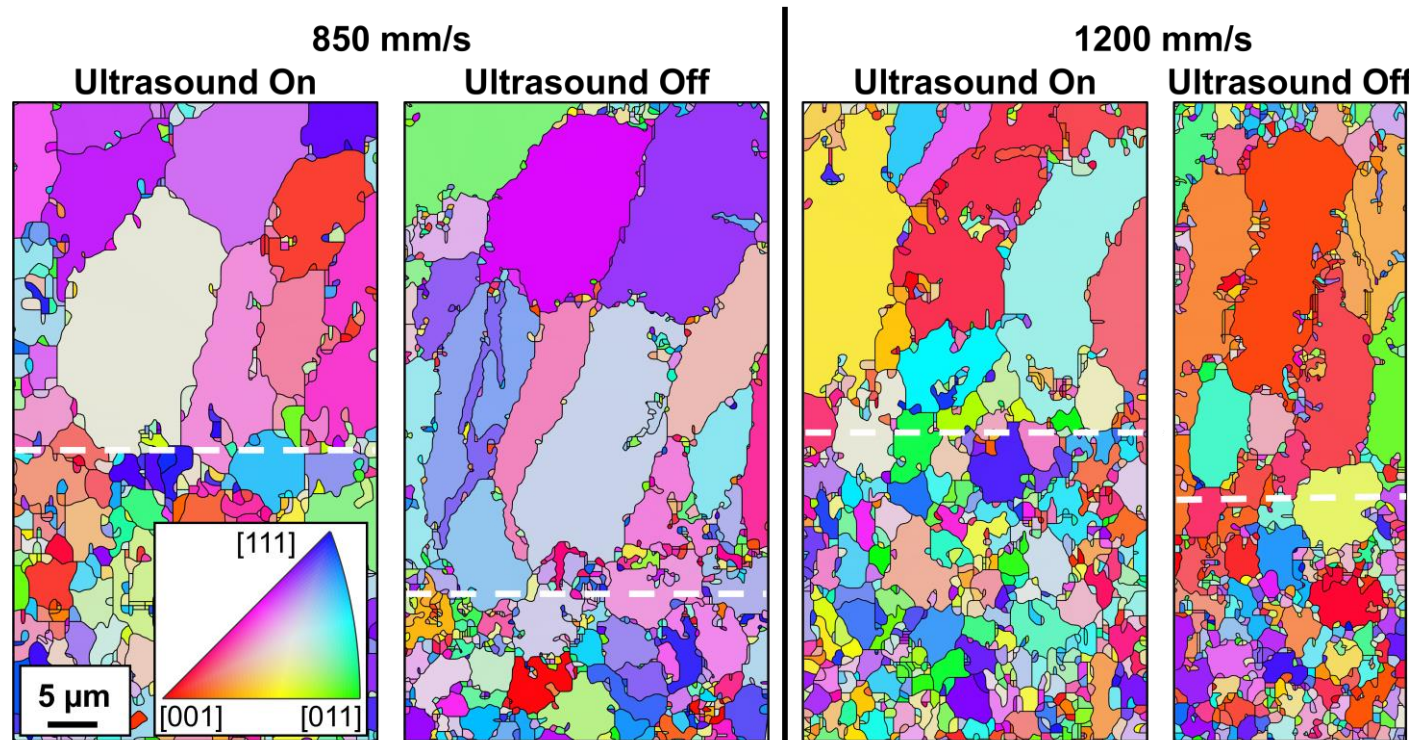 850 mm/s
Ultrasound On
Ultrasound Off
1200 mm/s
Ultrasound On
Ultrasound Off
[111]
[001]
[011]
5 µm